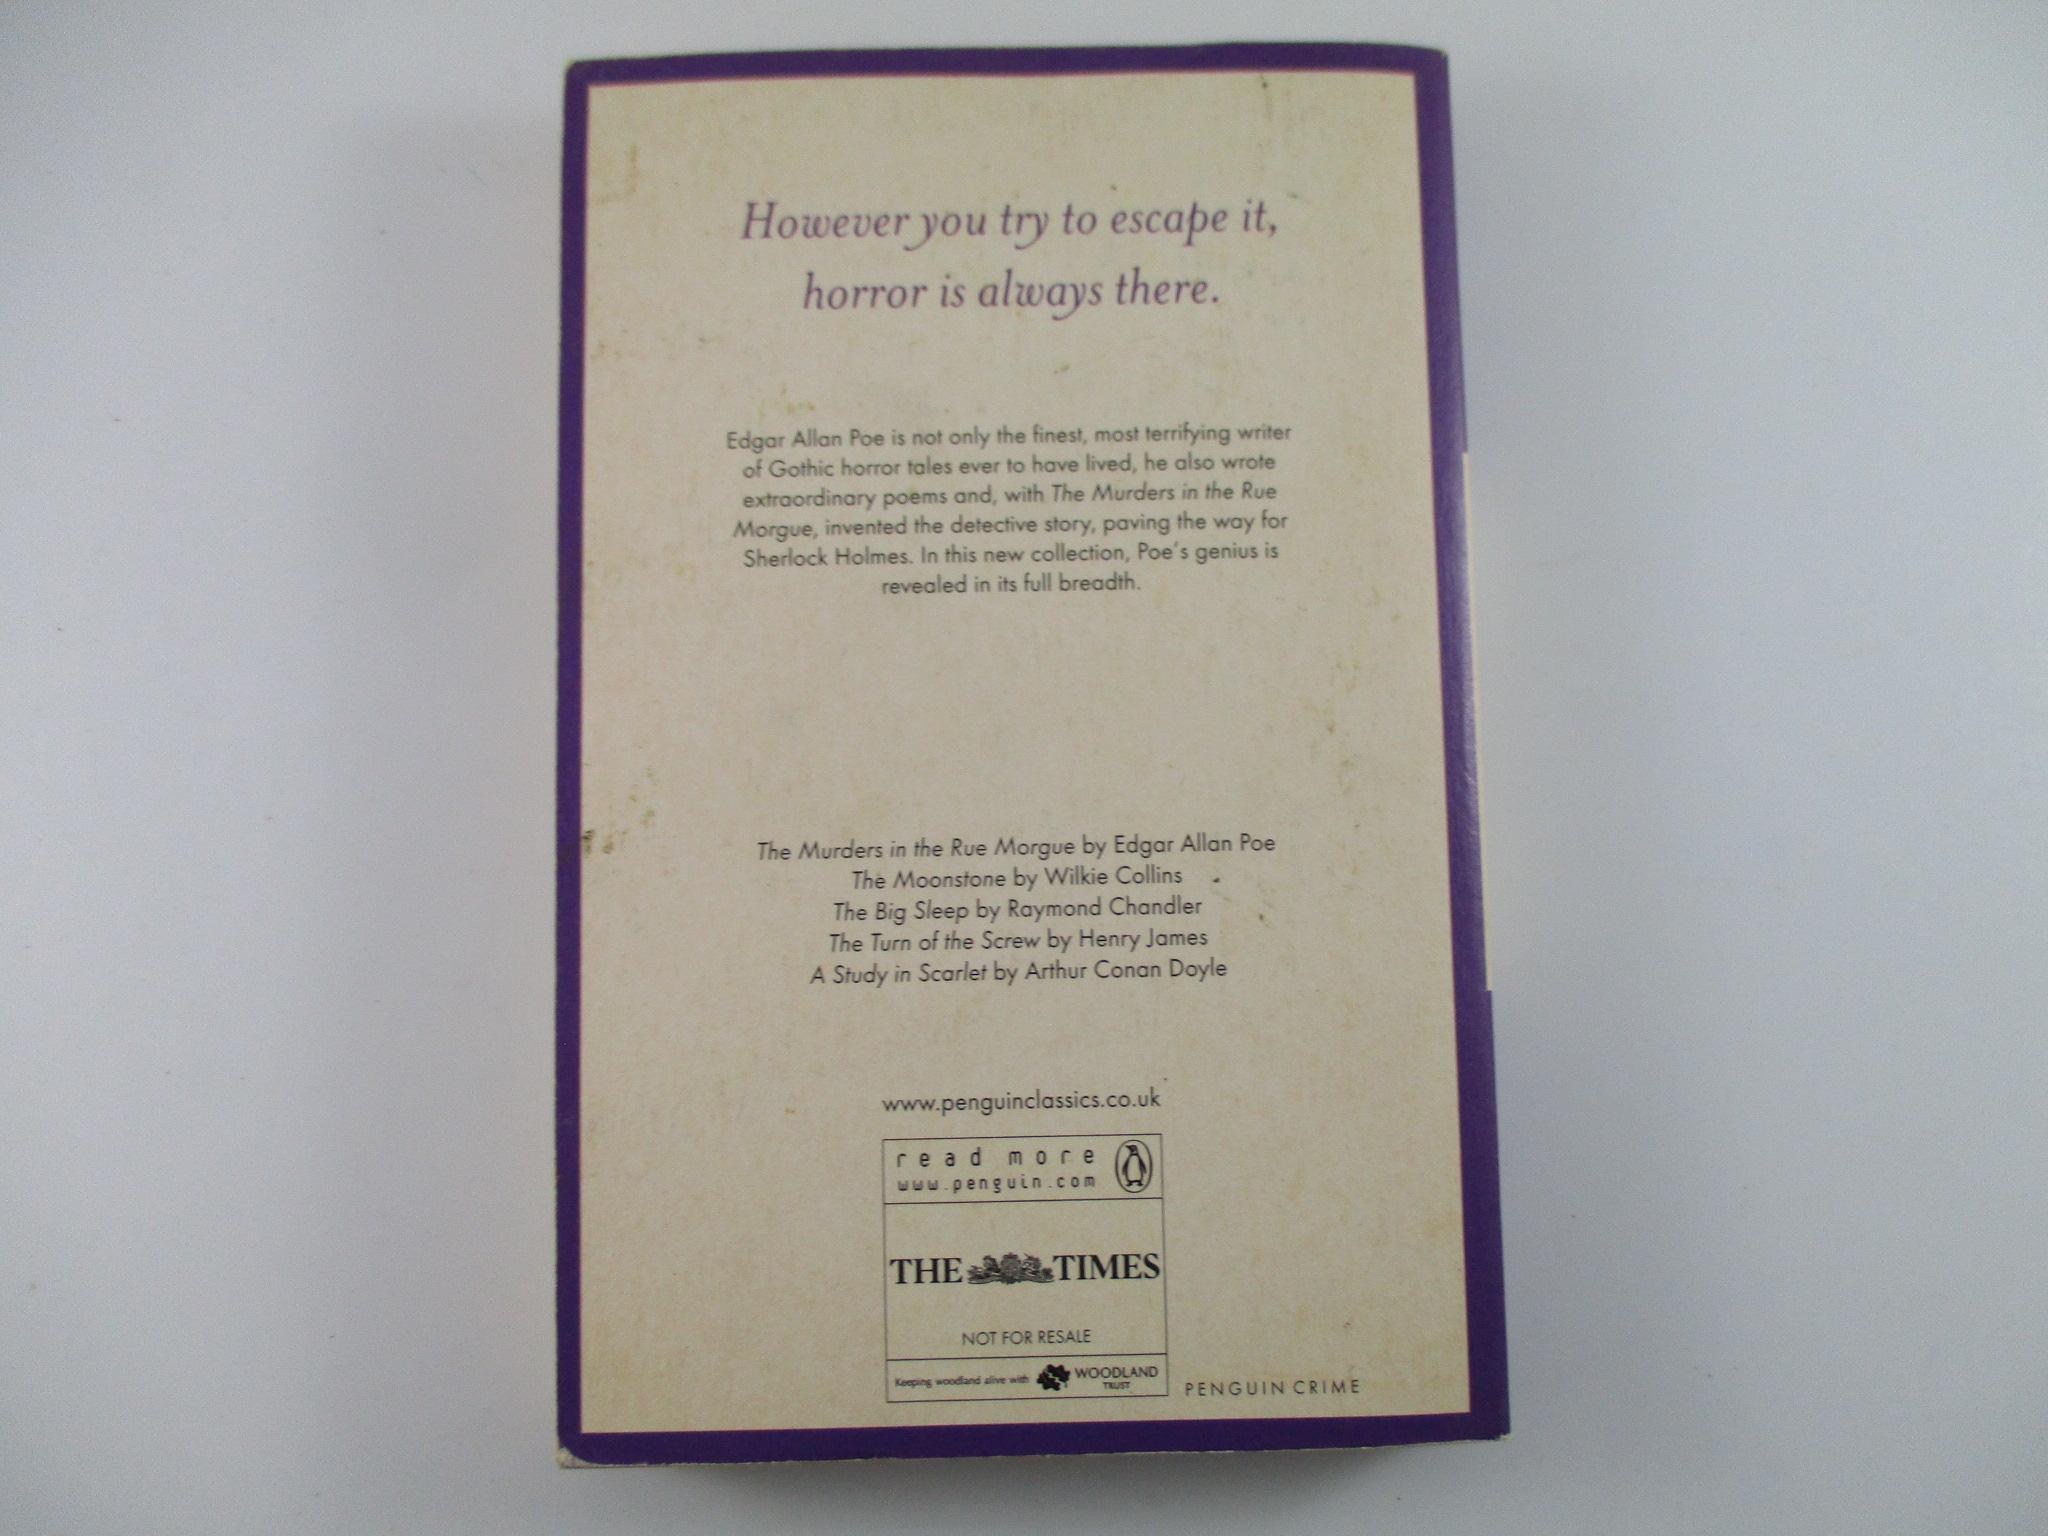 However you try to escape it,
horror is always there.
Edgar Allan Poe is not only the finest, most terrifying writer
of Gothic horror tales ever to have lived, he also wrote
extraordinary poems and, with The Murders in the Rue
Morgue, invented the detective story, paving the way for
Sherlock Holmes. In this new collection, Poe's genius is
revealed in its full breadth.
The Murders in the Rue Morgue by Edgar Allan Poe
The Moonstone by Wilkie Collins
The Big Sleep by Raymond Chandler
The Turn of the Screw by Henry James
A Study in Scarlet by Arthur Conan Doyle
www.penguinclassics.co.uk
read more
www.penguin.com
THE TIMES
NOT FOR RESALE
Keeping woodland alive with WOODLAND
TRUST
PENGUIN CRIME